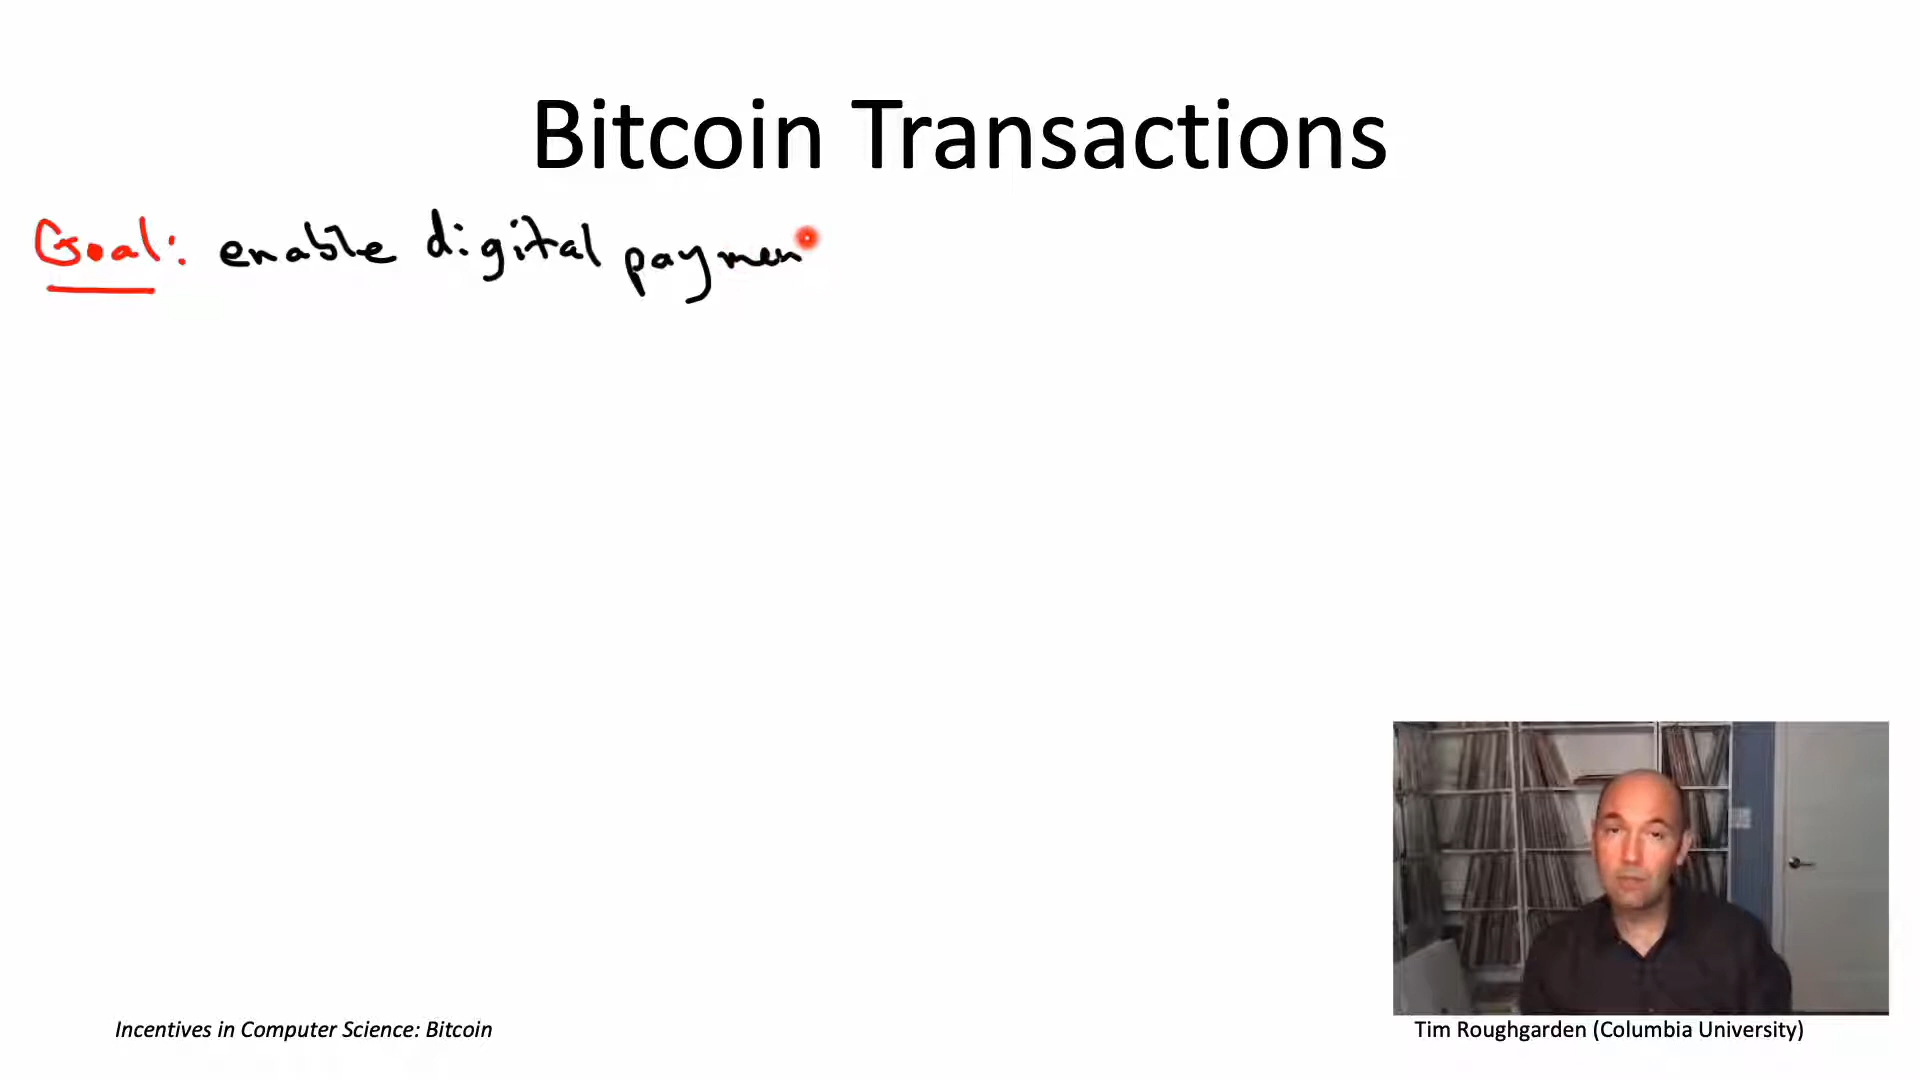 Bitcoin Transactions
Goal: enable digital paymen
Incentives in Computer Science: Bitcoin
Tim Roughgarden (Columbia University)